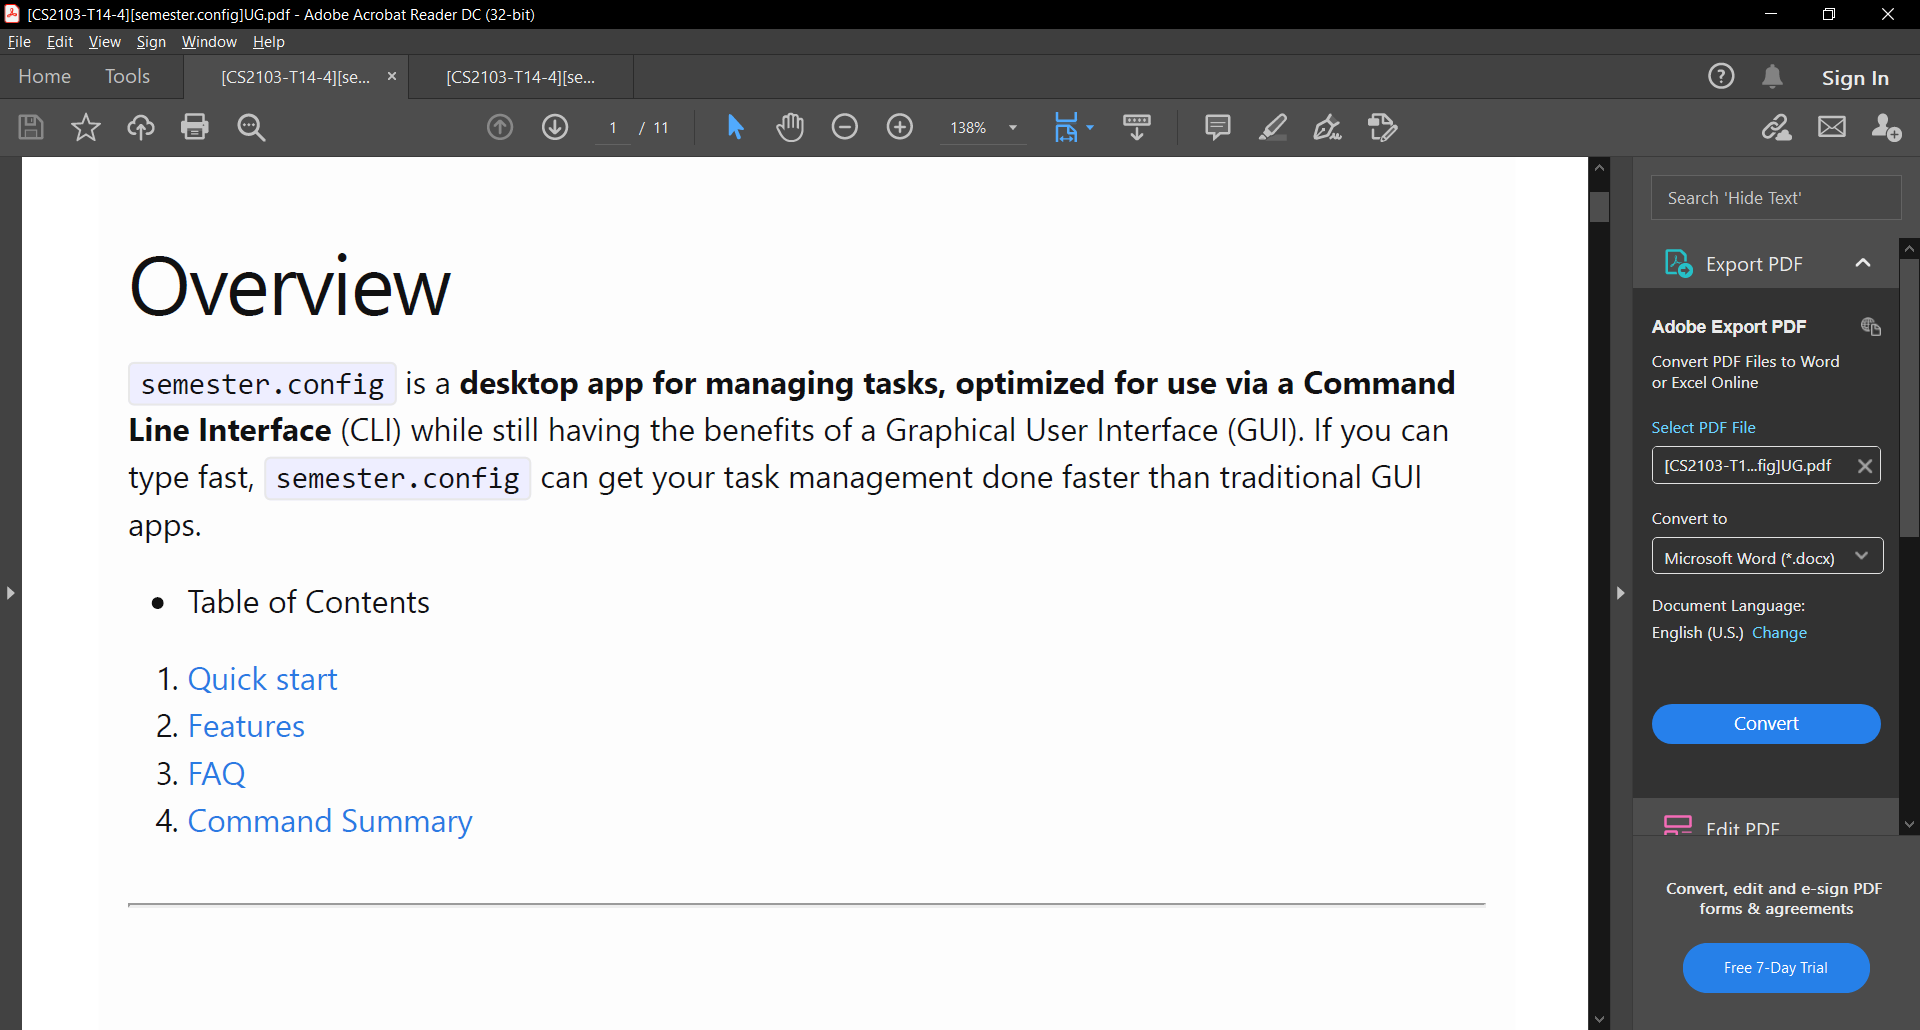 [CS2103-T14-4][semester.config]UG.pdf - Adobe Acrobat Reader DC (32-bit)
File Edit View Sign Window Help
Home Tools [CS2103-T14-4][se... × [CS2103-T14-4][se... Sign In
1 / 11 138%
Search 'Hide Text'
Export PDF
Adobe Export PDF
Convert PDF Files to Word
or Excel Online
Select PDF File
[CS2103-T1...fig]UG.pdf
Convert to
Microsoft Word (*.docx)
Document Language:
English (U.S.) Change
Convert
Edit PDF
Convert, edit and e-sign PDF
forms & agreements
Free 7-Day Trial
Overview
semester.config is a desktop app for managing tasks, optimized for use via a Command
Line Interface (CLI) while still having the benefits of a Graphical User Interface (GUI). If you can
type fast, semester.config can get your task management done faster than traditional GUI
apps.
• Table of Contents
1. Quick start
2. Features
3. FAQ
4. Command Summary